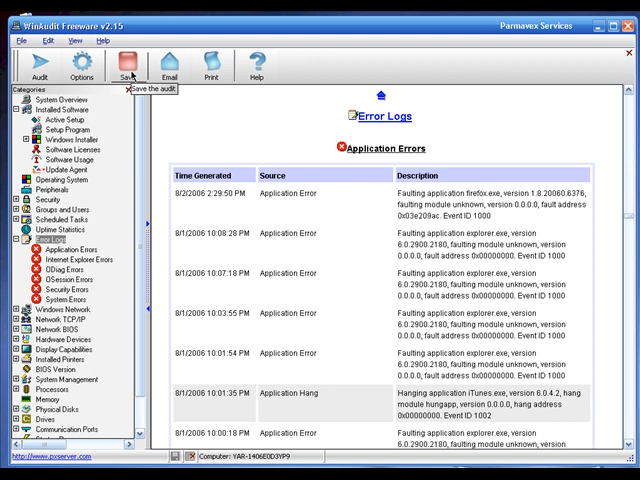 WinAudit Freeware v2.15
Parmavex Services
File
Edit
View
Help
Audit
Options
Save
Email
Print
Help
Save the audit
Categories
System Overview
Installed Software
Active Setup
Setup Program
Windows Installer
Software Licenses
Software Usage
Update Agent
Operating System
Peripherals
Security
Groups and Users
Scheduled Tasks
Uptime Statistics
Error Logs
Application Errors
Internet Explorer Errors
ODiag Errors
OSession Errors
Security Errors
System Errors
Windows Network
Network TCP/IP
Network BIOS
Hardware Devices
Display Capabilities
Installed Printers
BIOS Version
System Management
Processors
Memory
Physical Disks
Drives
Communication Ports
Error Logs
Application Errors
Time Generated Source Description
8/2/2006 2:29:50 PM Application Error Faulting application firefox.exe, version 1.8.20060.6376,
faulting module unknown, version 0.0.0.0, fault address
0x03e209ac. Event ID 1000
8/1/2006 10:08:28 PM Application Error Faulting application explorer.exe, version
6.0.2900.2180, faulting module unknown, version
0.0.0.0, fault address 0x00000000. Event ID 1000
8/1/2006 10:07:18 PM Application Error Faulting application explorer.exe, version
6.0.2900.2180, faulting module unknown, version
0.0.0.0, fault address 0x00000000. Event ID 1000
8/1/2006 10:03:55 PM Application Error Faulting application explorer.exe, version
6.0.2900.2180, faulting module unknown, version
0.0.0.0, fault address 0x00000000. Event ID 1000
8/1/2006 10:01:54 PM Application Error Faulting application explorer.exe, version
6.0.2900.2180, faulting module unknown, version
0.0.0.0, fault address 0x00000000. Event ID 1000
8/1/2006 10:01:35 PM Application Hang Hanging application iTunes.exe, version 6.0.4.2, hang
module hungapp, version 0.0.0.0, hang address
0x00000000. Event ID 1002
8/1/2006 10:00:18 PM Application Error Faulting application explorer.exe, version
6.0.2900.2180, faulting module unknown, version
http://www.pxserver.com
Computer: YAR-1406E0D3YP9